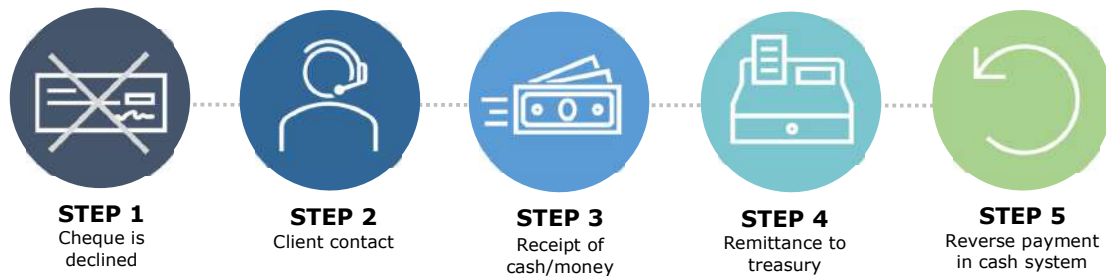 STEP 1
Cheque is
declined
STEP 2
Client contact
STEP 3
Receipt of
cash/money
STEP 4
Remittance to
treasury
STEP 5
Reverse payment
in cash system